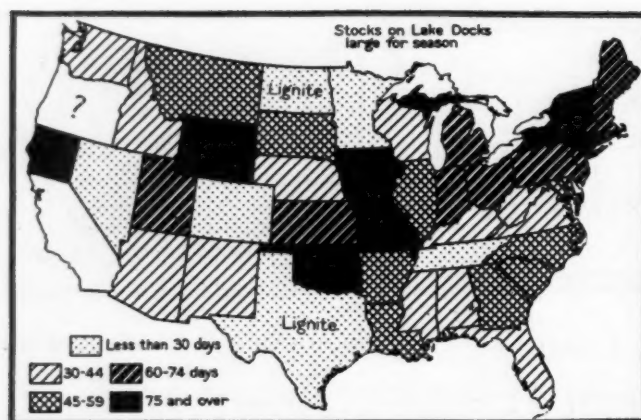 Stocks on Lake Docks
large for season
Lignite
?
Lignite
Less than 30 days
30-44
60-74 days
45-59
75 and over